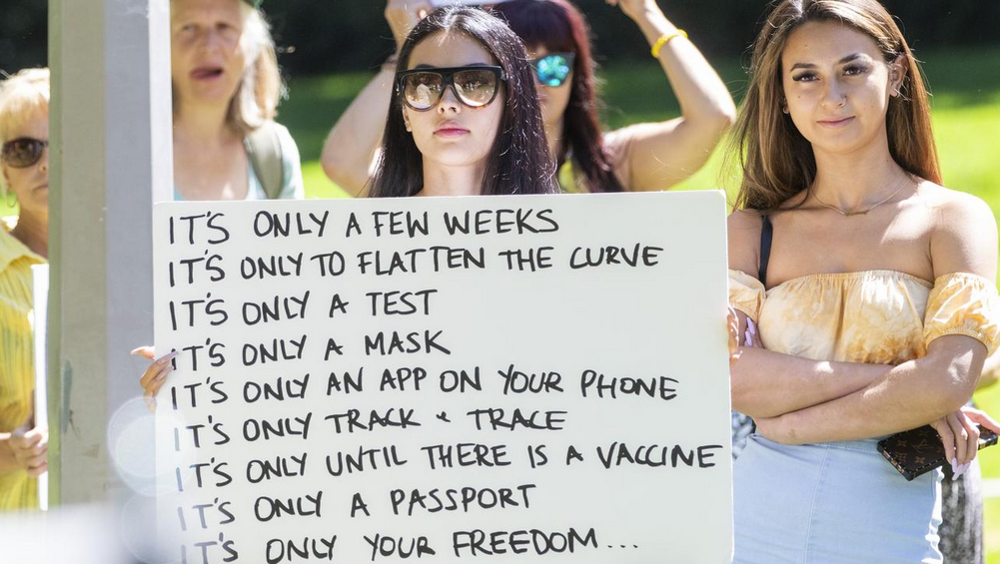 IT'S ONLY A FEW WEEKS
IT'S ONLY TO FLATTEN THE CURVE
IT'S ONLY A TEST
IT'S ONLY A MASK
IT'S ONLY AN APP ON YOUR PHONE
IT'S ONLY TRACK & TRACE
IT'S ONLY UNTIL THERE IS A VACCINE
IT'S ONLY A PASSPORT
IT'S ONLY YOUR FREEDOM...